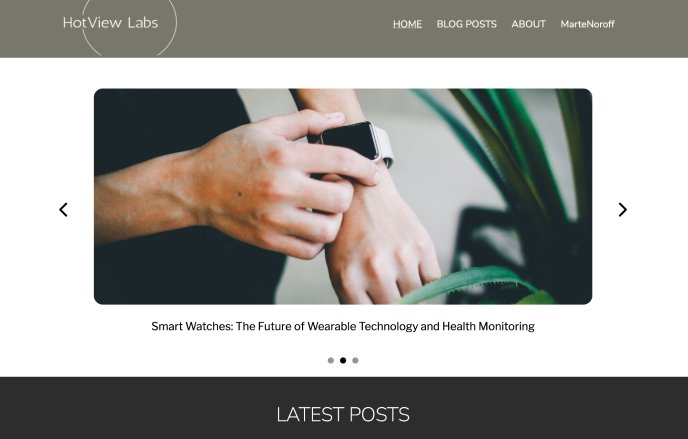 HotView Labs
HOME BLOG POSTS ABOUT MarteNoroff
Smart Watches: The Future of Wearable Technology and Health Monitoring
LATEST POSTS